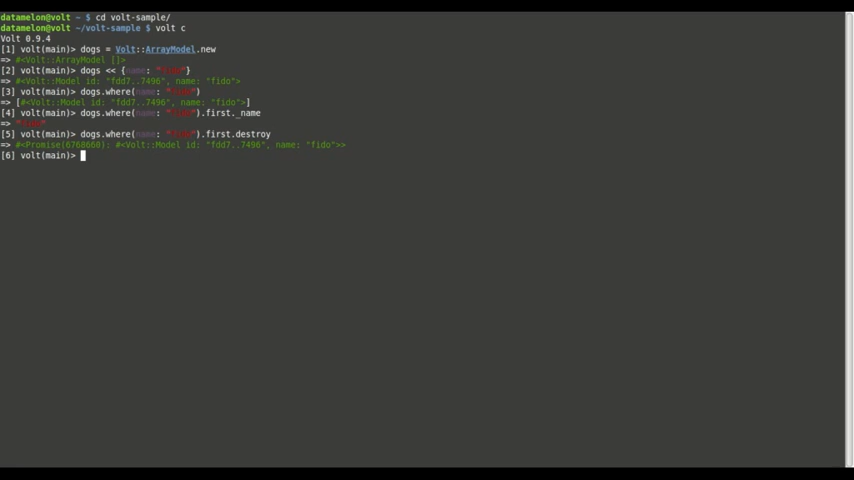 datamelon@volt ~ $ cd volt-sample/
datamelon@volt ~/volt-sample $ volt c
Volt 0.9.4
[1] volt(main)> dogs = Volt::ArrayModel.new
=> #<Volt::ArrayModel []>
[2] volt(main)> dogs << {name: "fido"}
=> #<Volt::Model id: "fdd7..7496", name: "fido">
[3] volt(main)> dogs.where(name: "fido")
=> [#<Volt::Model id: "fdd7..7496", name: "fido">]
[4] volt(main)> dogs.where(name: "fido").first._name
=> "fido"
[5] volt(main)> dogs.where(name: "fido").first.destroy
=> #<Promise(6768660): #<Volt::Model id: "fdd7..7496", name: "fido">>
[6] volt(main)>